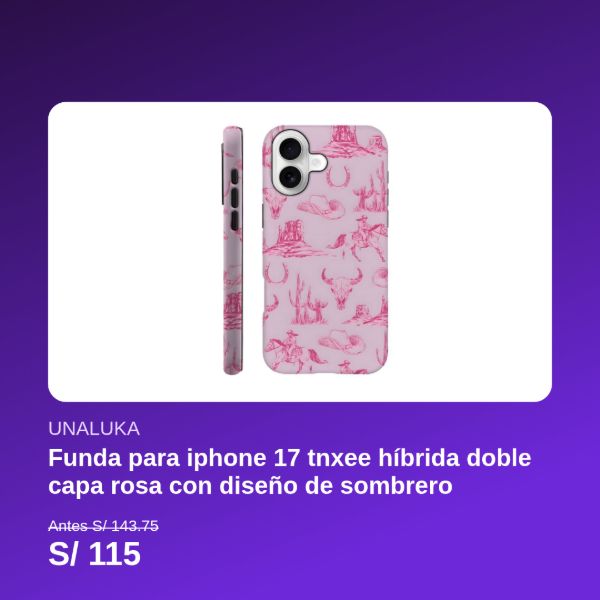 UNALUKA
Funda para iphone 17 tnxee híbrida doble
capa rosa con diseño de sombrero
Antes S/ 143.75
S/ 115